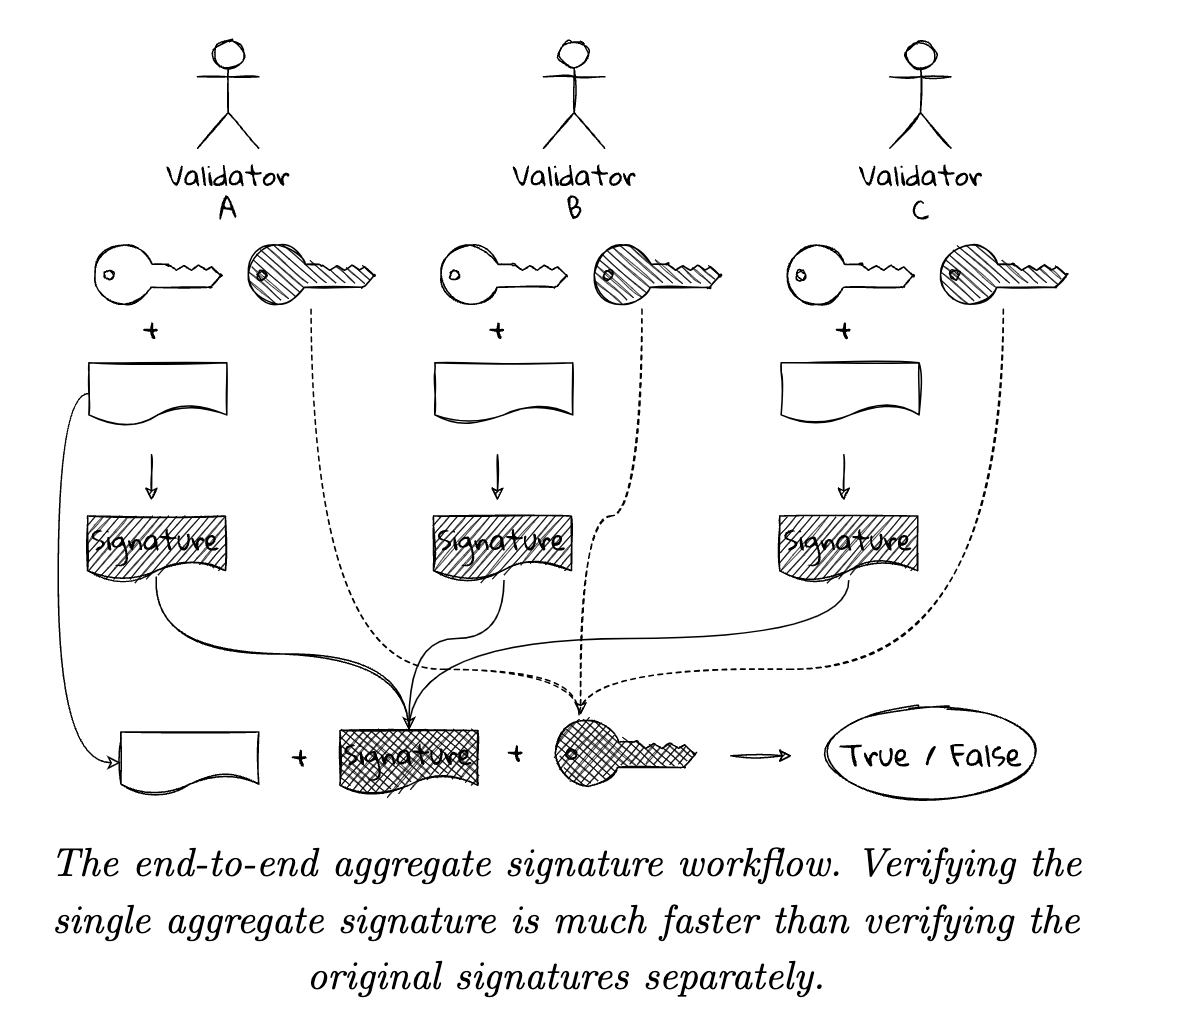 Validator
A
Validator
B
Validator
C
+
+
+
Signature
Signature
Signature
+
Signature
+
True / False
The end-to-end aggregate signature workflow. Verifying the
single aggregate signature is much faster than verifying the
original signatures separately.